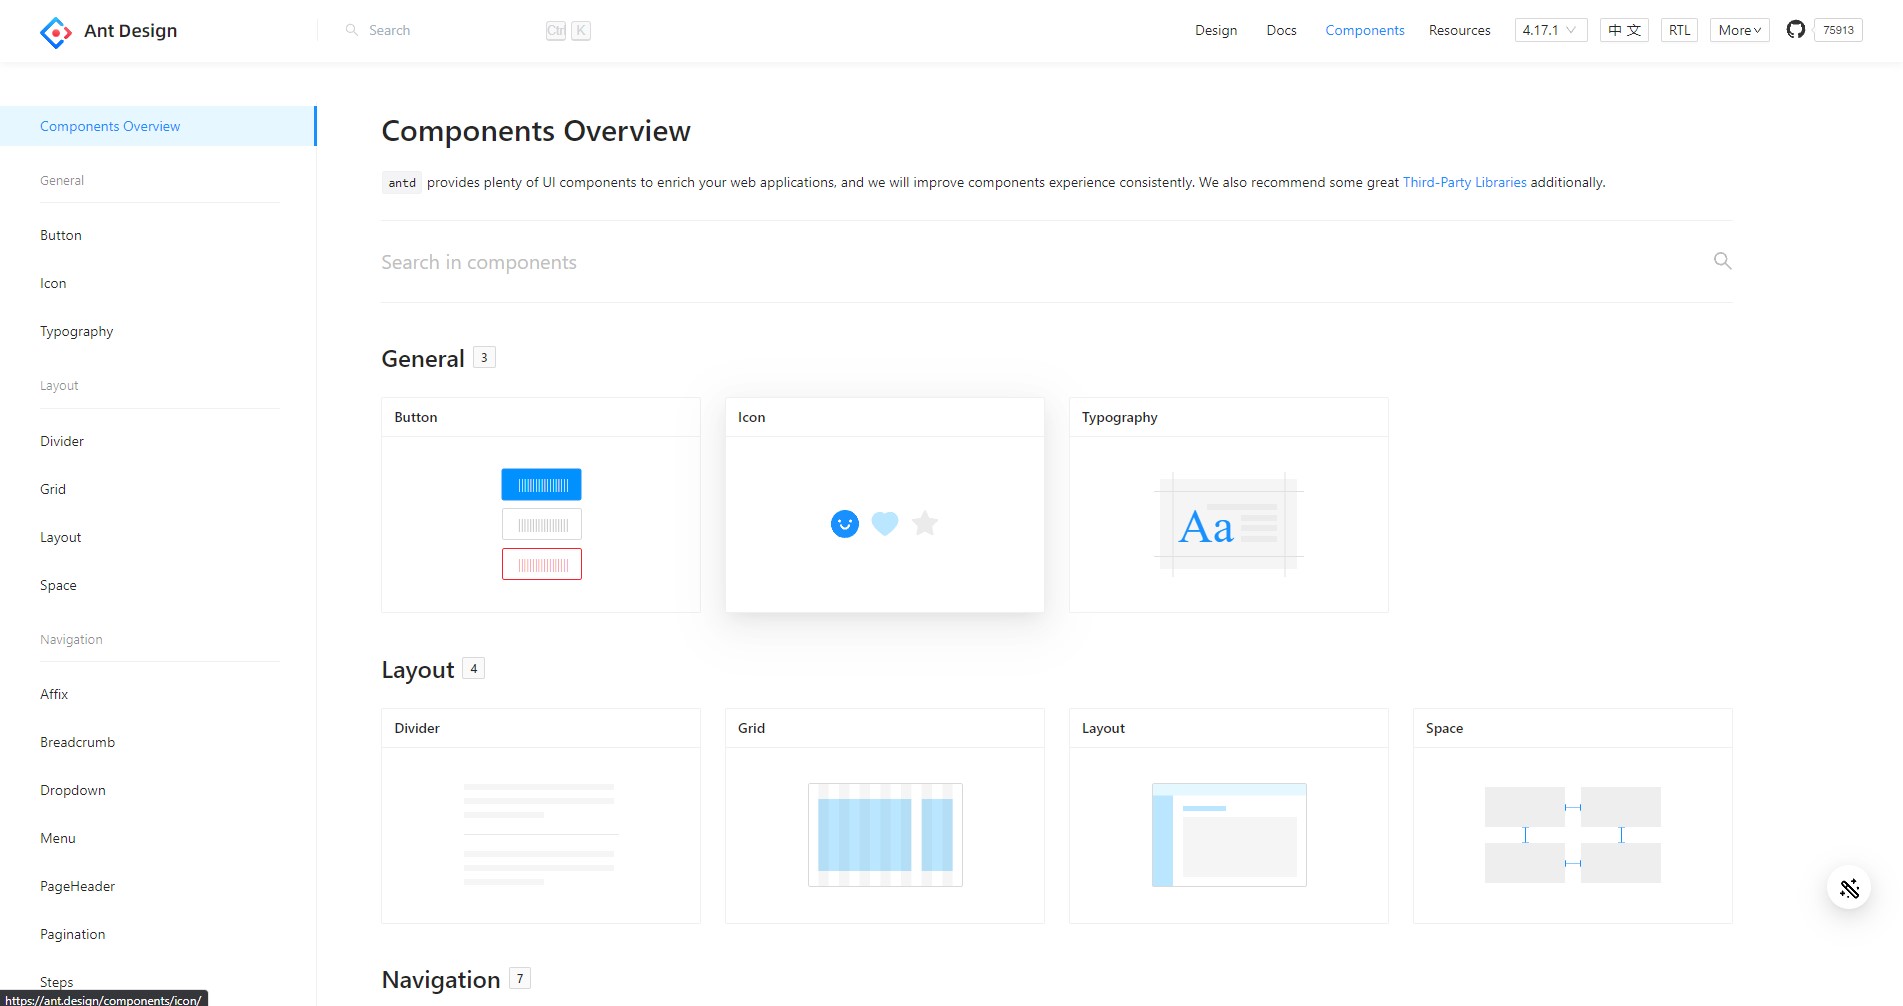 Ant Design
Search
Ctrl K
Design
Docs
Components
Resources
4.17.1
中 文
RTL
More
75913
Components Overview
General
Button
Icon
Typography
Layout
Divider
Grid
Layout
Space
Navigation
Affix
Breadcrumb
Dropdown
Menu
PageHeader
Pagination
Steps
https://ant.design/components/icon/
Components Overview
antd provides plenty of UI components to enrich your web applications, and we will improve components experience consistently. We also recommend some great Third-Party Libraries additionally.
Search in components
General 3
Button
Icon
Typography
Aa
Layout 4
Divider
Grid
Layout
Space
Navigation 7